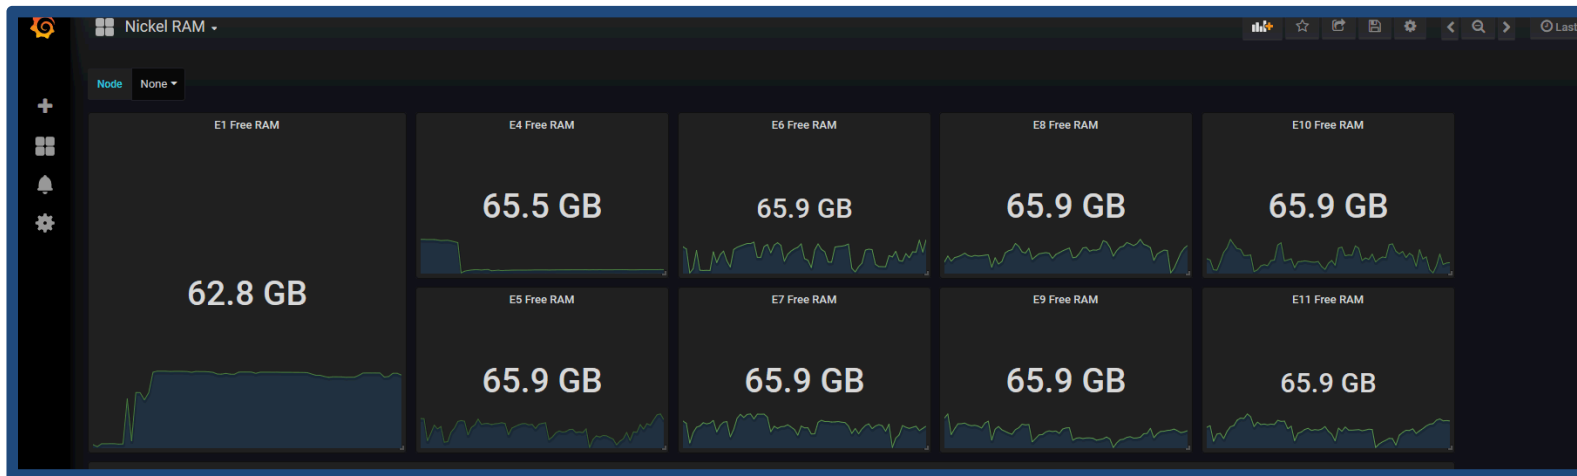 Nickel RAM
Last
Node None
E1 Free RAM
62.8 GB
E4 Free RAM
65.5 GB
E6 Free RAM
65.9 GB
E8 Free RAM
65.9 GB
E10 Free RAM
65.9 GB
E5 Free RAM
65.9 GB
E7 Free RAM
65.9 GB
E9 Free RAM
65.9 GB
E11 Free RAM
65.9 GB